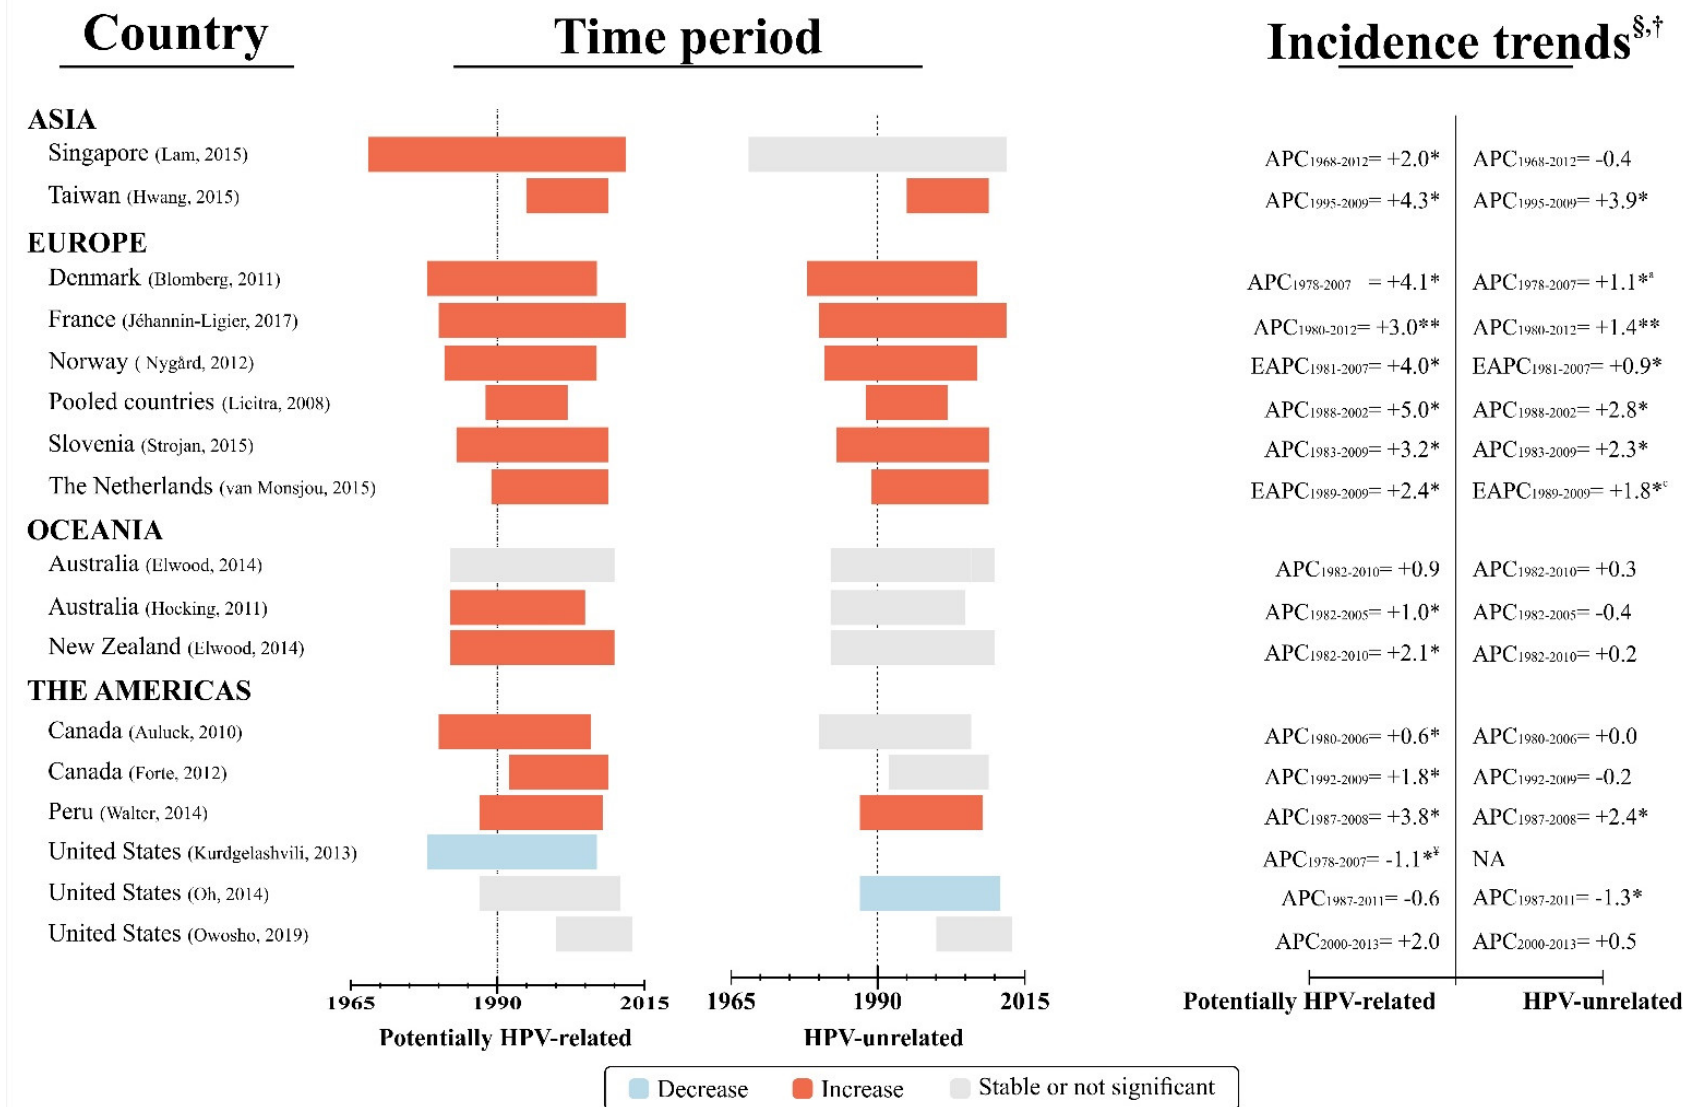 Country Time period Incidence trends§,†
ASIA
Singapore (Lam, 2015) APC1968-2012= +2.0* APC1968-2012= -0.4
Taiwan (Hwang, 2015) APC1995-2009= +4.3* APC1995-2009= +3.9*
EUROPE
Denmark (Blomberg, 2011) APC1978-2007 = +4.1* APC1978-2007= +1.1*a
France (Jéhannin-Ligier, 2017) APC1980-2012= +3.0** APC1980-2012= +1.4**
Norway ( Nygård, 2012) EAPC1981-2007= +4.0* EAPC1981-2007= +0.9*
Pooled countries (Licitra, 2008) APC1988-2002= +5.0* APC1988-2002= +2.8*
Slovenia (Strojan, 2015) APC1983-2009= +3.2* APC1983-2009= +2.3*
The Netherlands (van Monsjou, 2015) EAPC1989-2009= +2.4* EAPC1989-2009= +1.8*c
OCEANIA
Australia (Elwood, 2014) APC1982-2010= +0.9 APC1982-2010= +0.3
Australia (Hocking, 2011) APC1982-2005= +1.0* APC1982-2005= -0.4
New Zealand (Elwood, 2014) APC1982-2010= +2.1* APC1982-2010= +0.2
THE AMERICAS
Canada (Auluck, 2010) APC1980-2006= +0.6* APC1980-2006= +0.0
Canada (Forte, 2012) APC1992-2009= +1.8* APC1992-2009= -0.2
Peru (Walter, 2014) APC1987-2008= +3.8* APC1987-2008= +2.4*
United States (Kurdgelashvili, 2013) APC1978-2007= -1.1*¥ NA
United States (Oh, 2014) APC1987-2011= -0.6 APC1987-2011= -1.3*
United States (Owosho, 2019) APC2000-2013= +2.0 APC2000-2013= +0.5
1965 1990 2015 1965 1990 2015 Potentially HPV-related HPV-unrelated
Potentially HPV-related HPV-unrelated
Decrease Increase Stable or not significant